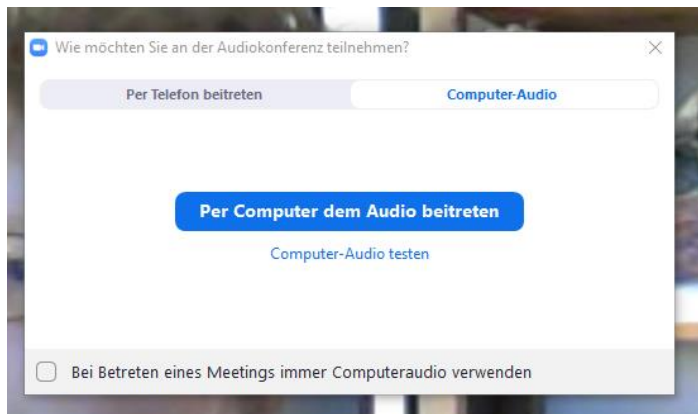 Wie möchten Sie an der Audiokonferenz teilnehmen?
Per Telefon beitreten Computer-Audio
Per Computer dem Audio beitreten
Computer-Audio testen
Bei Betreten eines Meetings immer Computeraudio verwenden